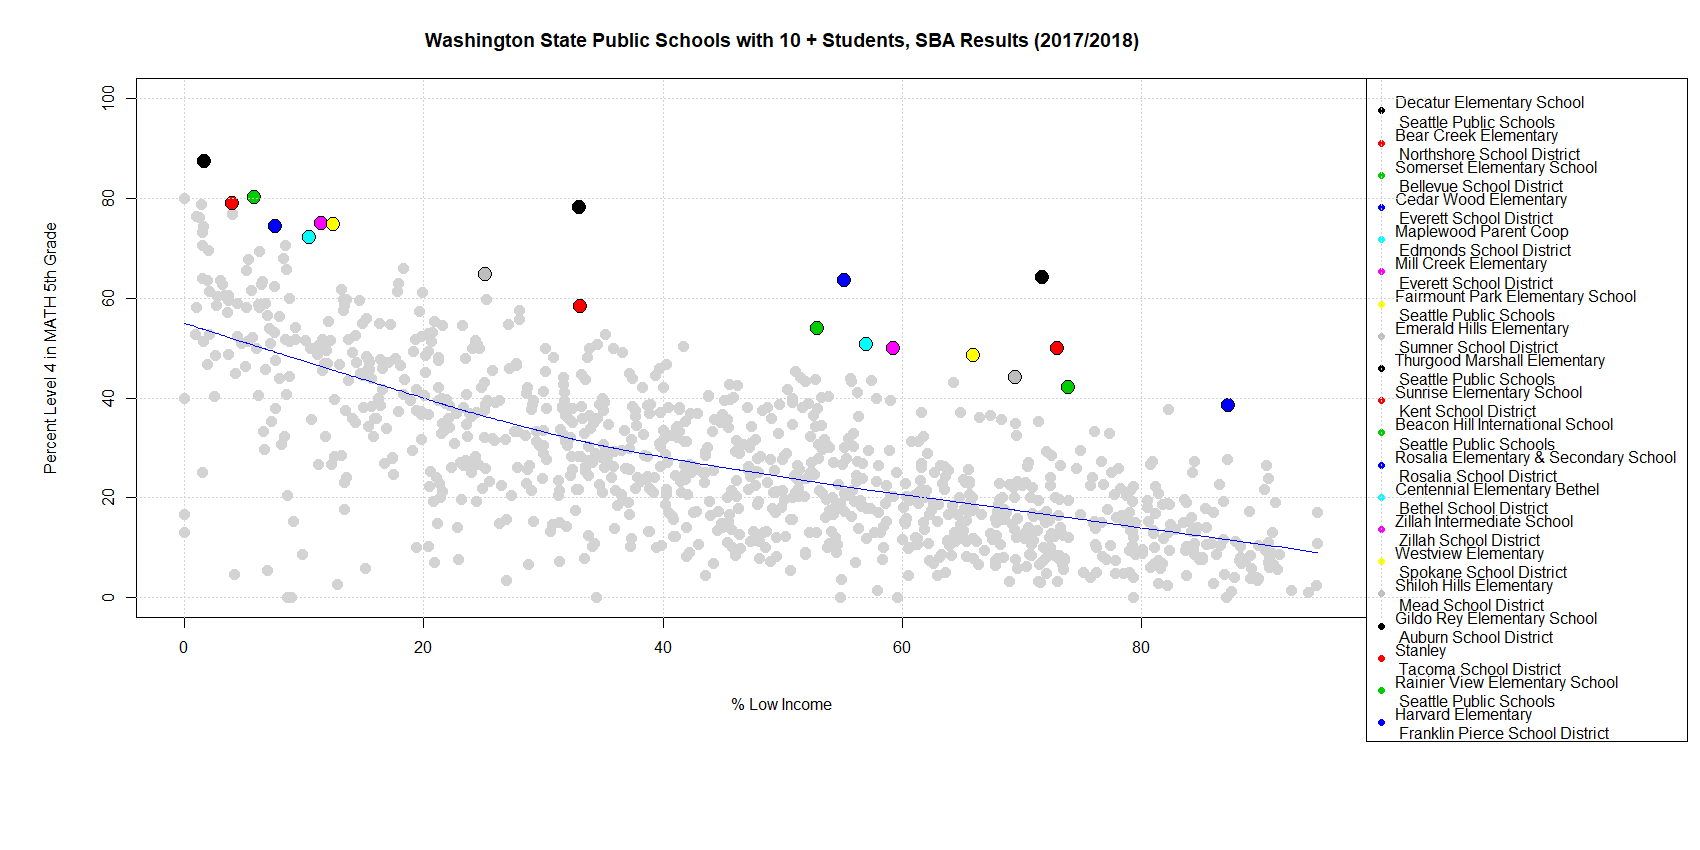 Washington State Public Schools with 10 + Students, SBA Results (2017/2018)
Percent Level 4 in MATH 5th Grade
100
80
60
40
20
0
0
20
40
60
80
% Low Income
Decatur Elementary School
Seattle Public Schools
Bear Creek Elementary
Northshore School District
Somerset Elementary School
Bellevue School District
Cedar Wood Elementary
Everett School District
Maplewood Parent Coop
Edmonds School District
Mill Creek Elementary
Everett School District
Fairmount Park Elementary School
Seattle Public Schools
Emerald Hills Elementary
Sumner School District
Thurgood Marshall Elementary
Seattle Public Schools
Sunrise Elementary School
Kent School District
Beacon Hill International School
Seattle Public Schools
Rosalia Elementary & Secondary School
Rosalia School District
Centennial Elementary Bethel
Bethel School District
Zillah Intermediate School
Zillah School District
Westview Elementary
Spokane School District
Shiloh Hills Elementary
Mead School District
Gildo Rey Elementary School
Auburn School District
Stanley
Tacoma School District
Rainier View Elementary School
Seattle Public Schools
Harvard Elementary
Franklin Pierce School District